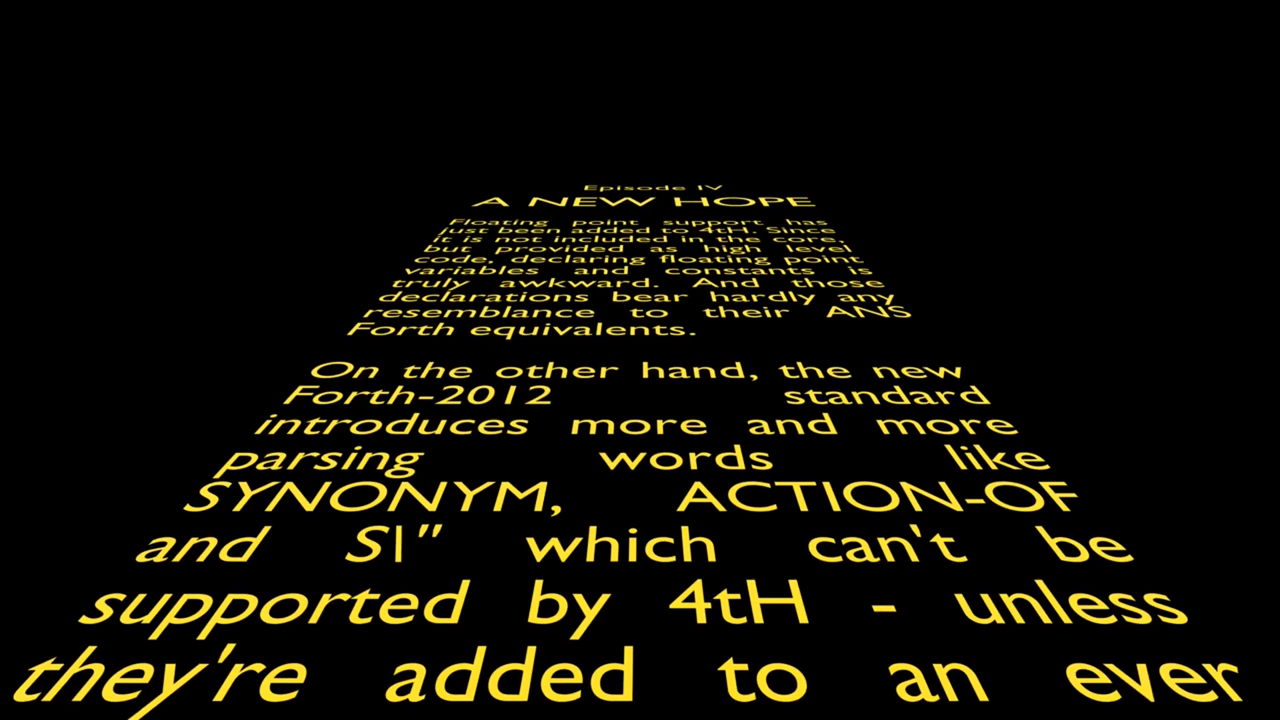 Episode IV
A NEW HOPE
Floating point support has
just been added to 4tH. Since
it is not included in the core,
but provided as high level
code, declaring floating point
variables and constants is
truly awkward. And those
declarations bear hardly any
resemblance to their ANS
Forth equivalents.
On the other hand, the new
Forth-2012 standard
introduces more and more
parsing words like
SYNONYM, ACTION-OF
and S\" which can't be
supported by 4tH - unless
they're added to an ever